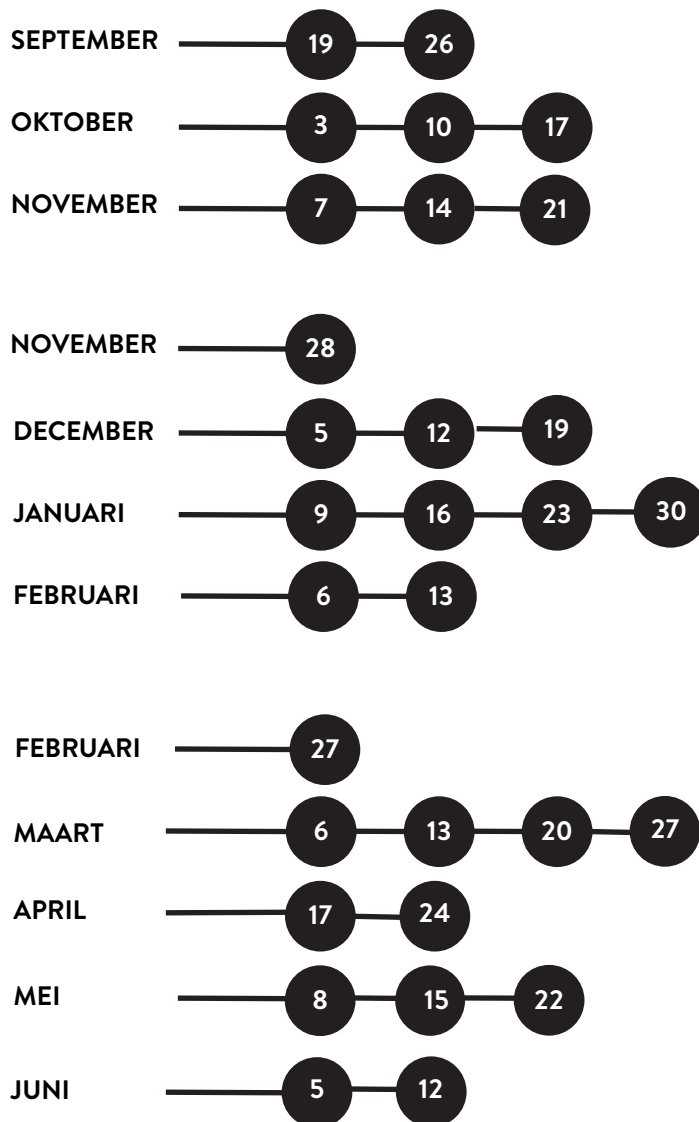 SEPTEMBER 19 26
OKTOBER 3 10 17
NOVEMBER 7 14 21
NOVEMBER 28
DECEMBER 5 12 19
JANUARI 9 16 23 30
FEBRUARI 6 13
FEBRUARI 27
MAART 6 13 20 27
APRIL 17 24
MEI 8 15 22
JUNI 5 12